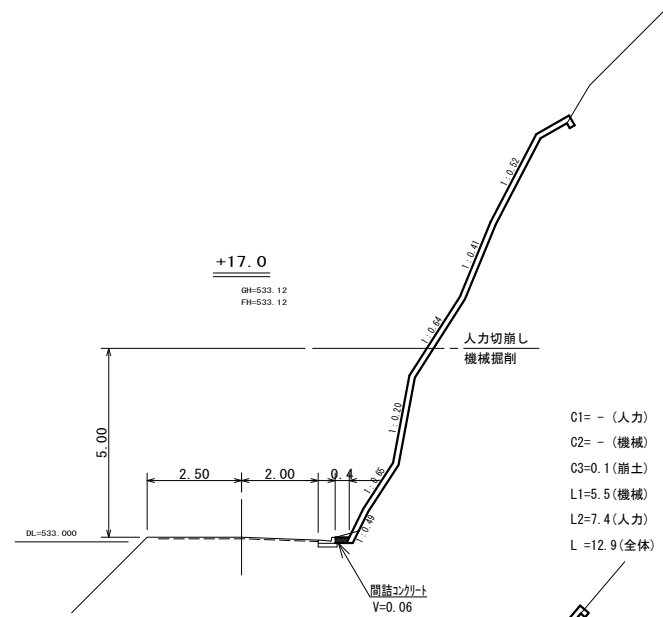 1:0.52
1:0.41
+17.0
GH=533.12
FH=533.12
1:0.64
人力切崩し
機械掘削
5.00
1:0.20
C1= - (人力)
C2= - (機械)
C3=0.1(崩土)
L1=5.5(機械)
L2=7.4(人力)
L =12.9(全体)
2.50
2.00
0.4
1:0.65
1:0.49
DL=533.000
間詰コンクリート
V=0.06